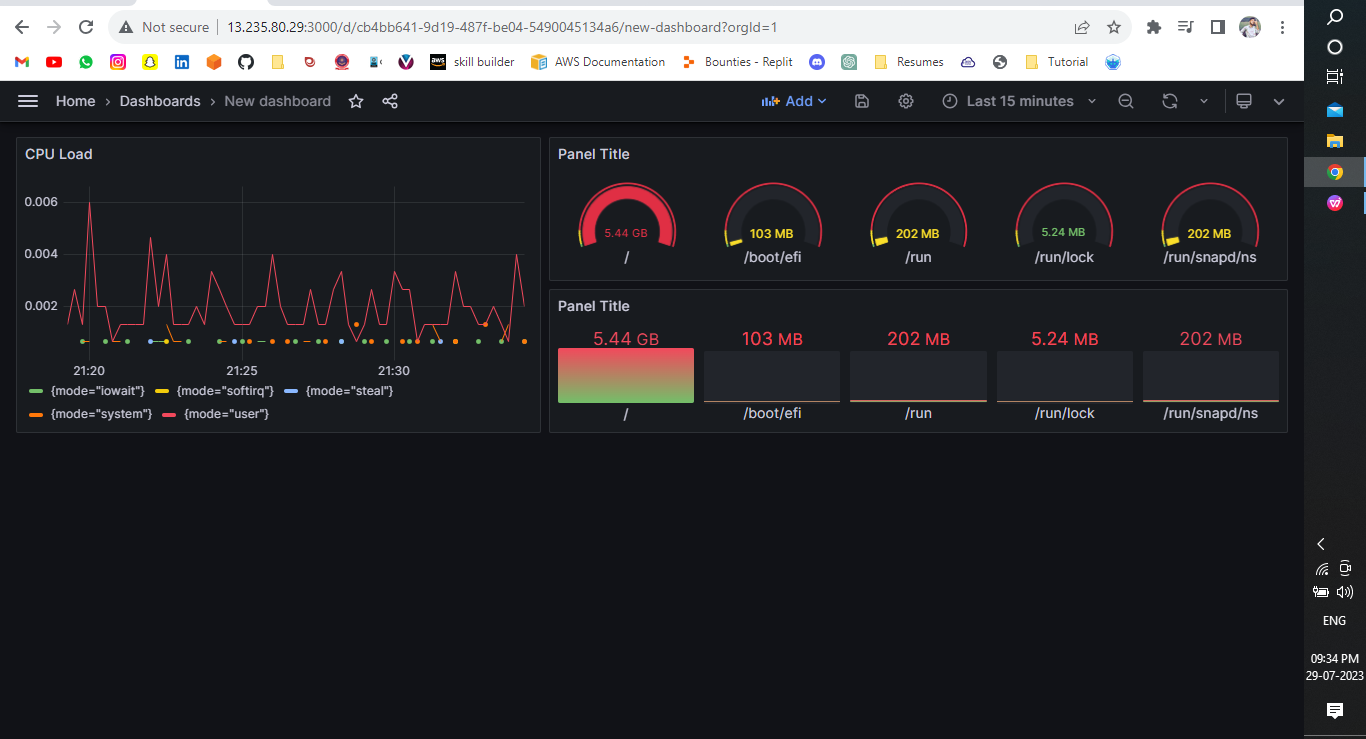 Not secure 13.235.80.29:3000/d/cb4bb641-9d19-487f-be04-5490045134a6/new-dashboard?orgId=1
aws skill builder AWS Documentation Bounties - Replit Resumes Tutorial
Home › Dashboards › New dashboard Add Last 15 minutes
CPU Load
0.006
0.004
0.002
21:20 21:25 21:30
{mode="iowait"} {mode="softirq"} {mode="steal"}
{mode="system"} {mode="user"}
Panel Title
5.44 GB 103 MB 202 MB 5.24 MB 202 MB
/ /boot/efi /run /run/lock /run/snapd/ns
Panel Title
5.44 GB 103 MB 202 MB 5.24 MB 202 MB
/ /boot/efi /run /run/lock /run/snapd/ns
ENG
09:34 PM
29-07-2023